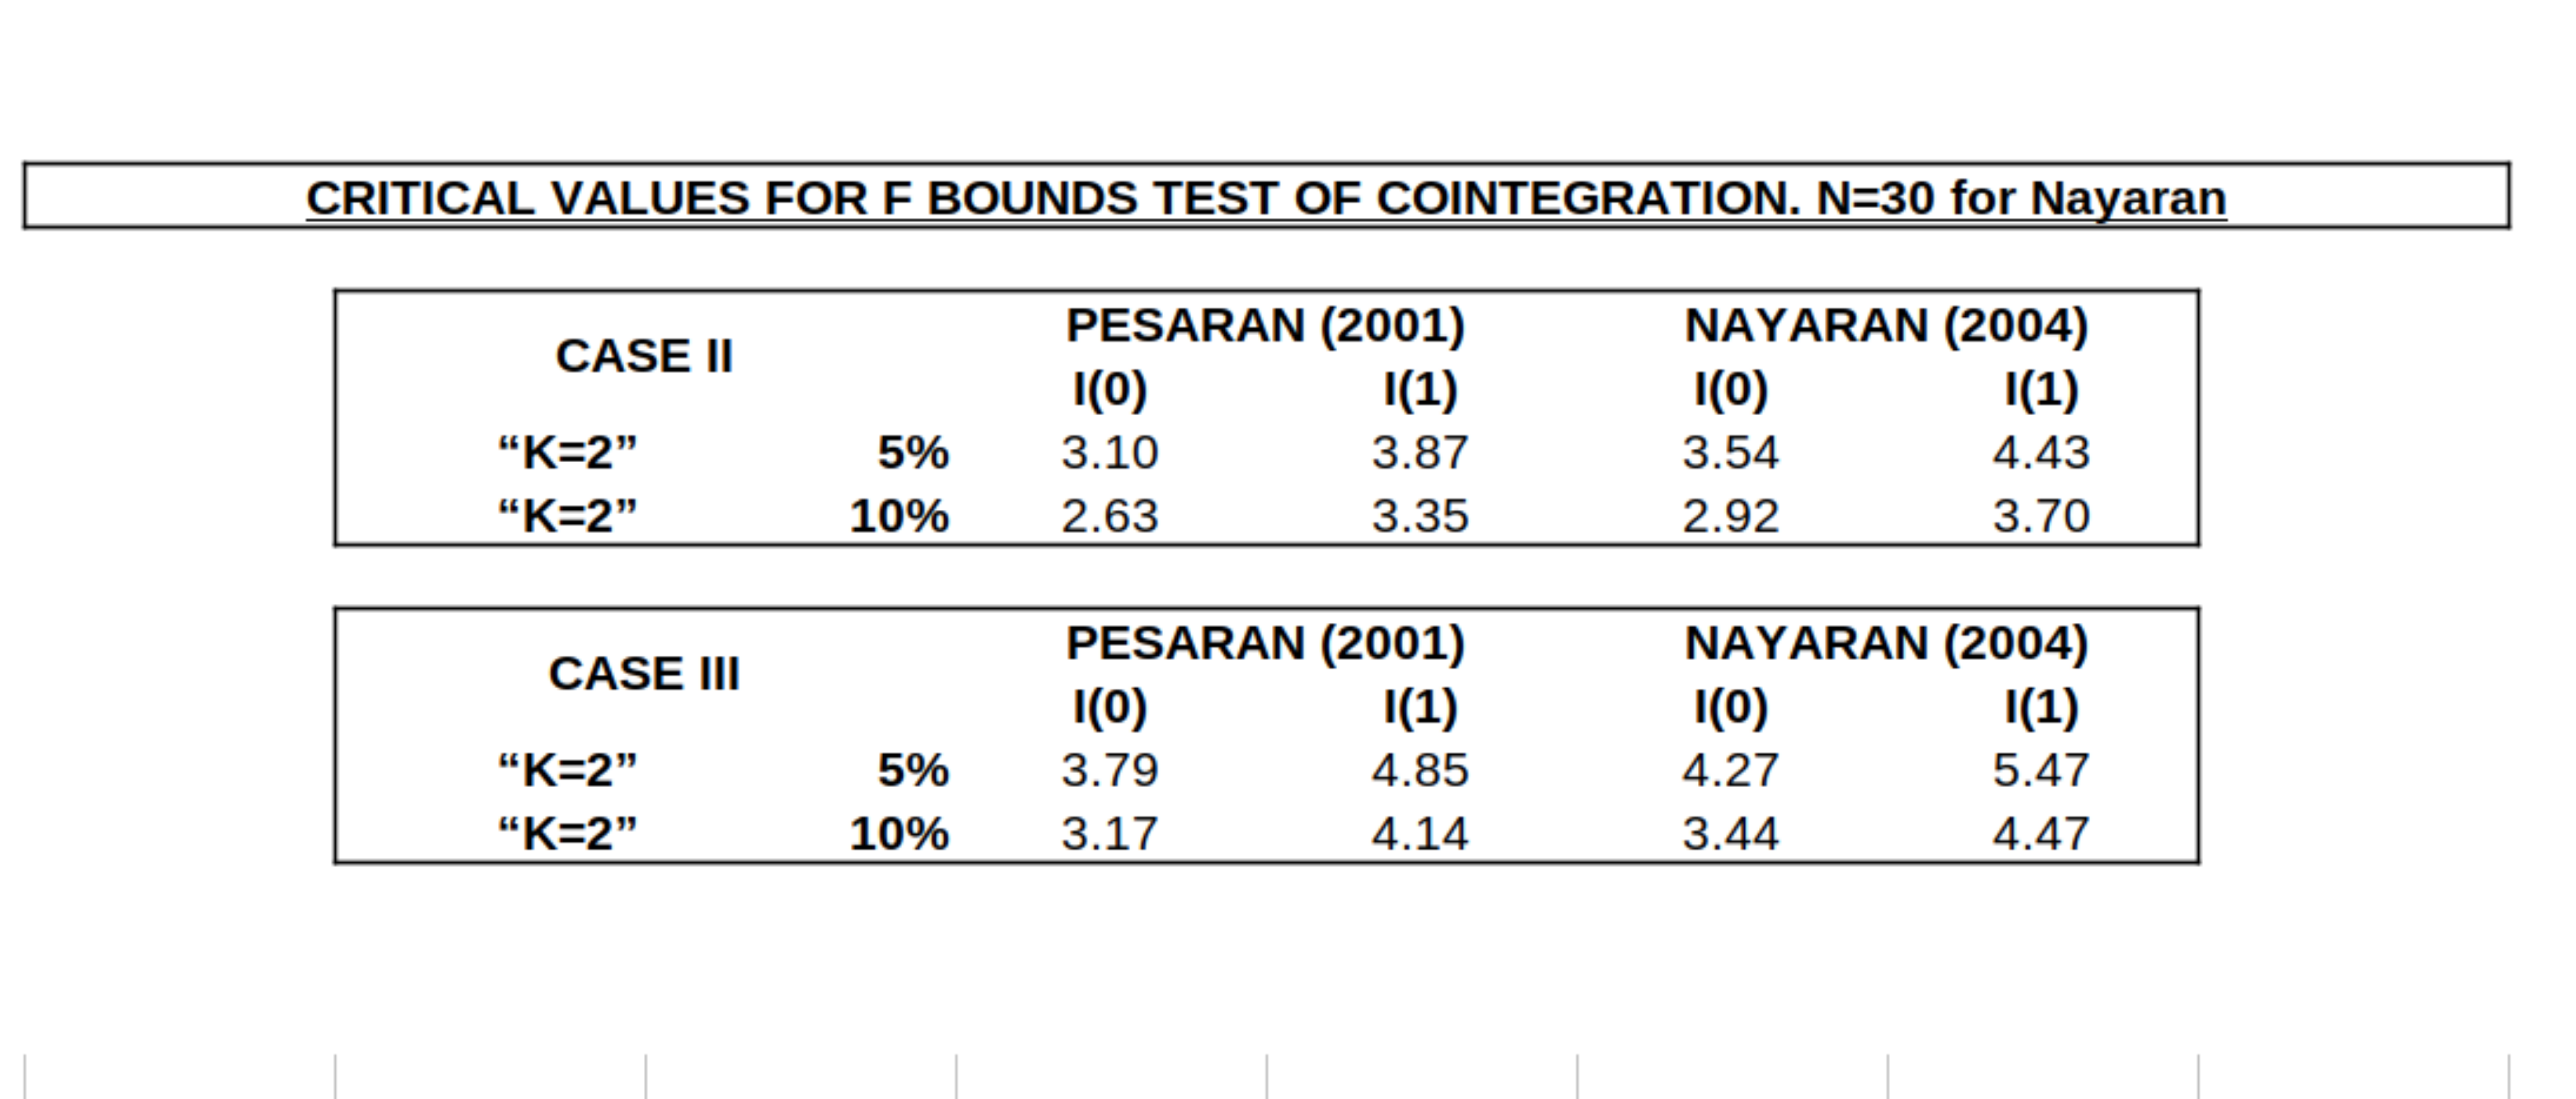 CRITICAL VALUES FOR F BOUNDS TEST OF COINTEGRATION. N=30 for Nayaran
CASE II PESARAN (2001) NAYARAN (2004)
I(0) I(1) I(0) I(1)
“K=2” 5% 3.10 3.87 3.54 4.43
“K=2” 10% 2.63 3.35 2.92 3.70
CASE III PESARAN (2001) NAYARAN (2004)
I(0) I(1) I(0) I(1)
“K=2” 5% 3.79 4.85 4.27 5.47
“K=2” 10% 3.17 4.14 3.44 4.47